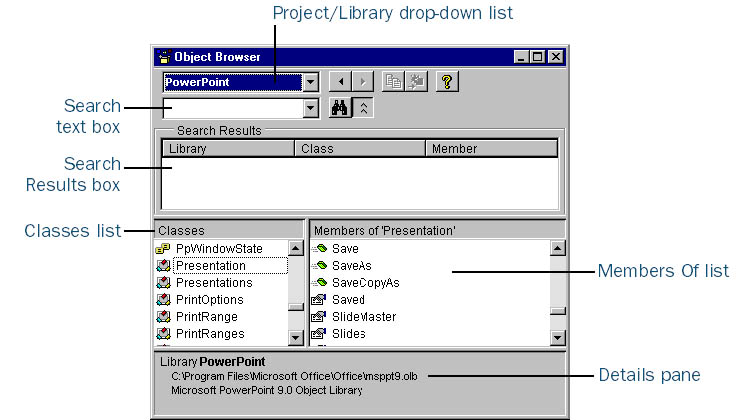 Project/Library drop-down list
Object Browser
PowerPoint
Search
text box
Search Results
Library Class Member
Search
Results box
Classes list
Classes
Members of 'Presentation'
PpWindowState
Save
Presentation
SaveAs
Presentations
SaveCopyAs
Members Of list
PrintOptions
Saved
PrintRange
SlideMaster
PrintRanges
Slides
Library PowerPoint
C:\Program Files\Microsoft Office\Office\msppt9.olb
Details pane
Microsoft PowerPoint 9.0 Object Library